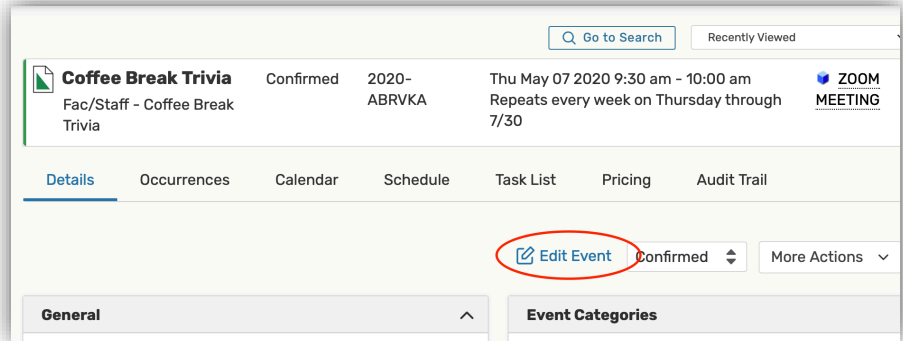 Go to Search
Recently Viewed
Coffee Break Trivia
Fac/Staff - Coffee Break
Trivia
Confirmed
2020-
ABRVKA
Thu May 07 2020 9:30 am - 10:00 am
Repeats every week on Thursday through
7/30
ZOOM
MEETING
Details Occurrences Calendar Schedule Task List Pricing Audit Trail
Edit Event Confirmed More Actions
General
Event Categories